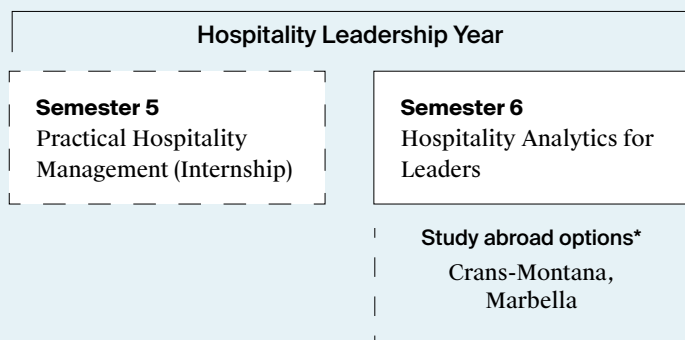 Hospitality Leadership Year
Semester 5
Practical Hospitality
Management (Internship)
Semester 6
Hospitality Analytics for
Leaders
Study abroad options*
Crans-Montana,
Marbella